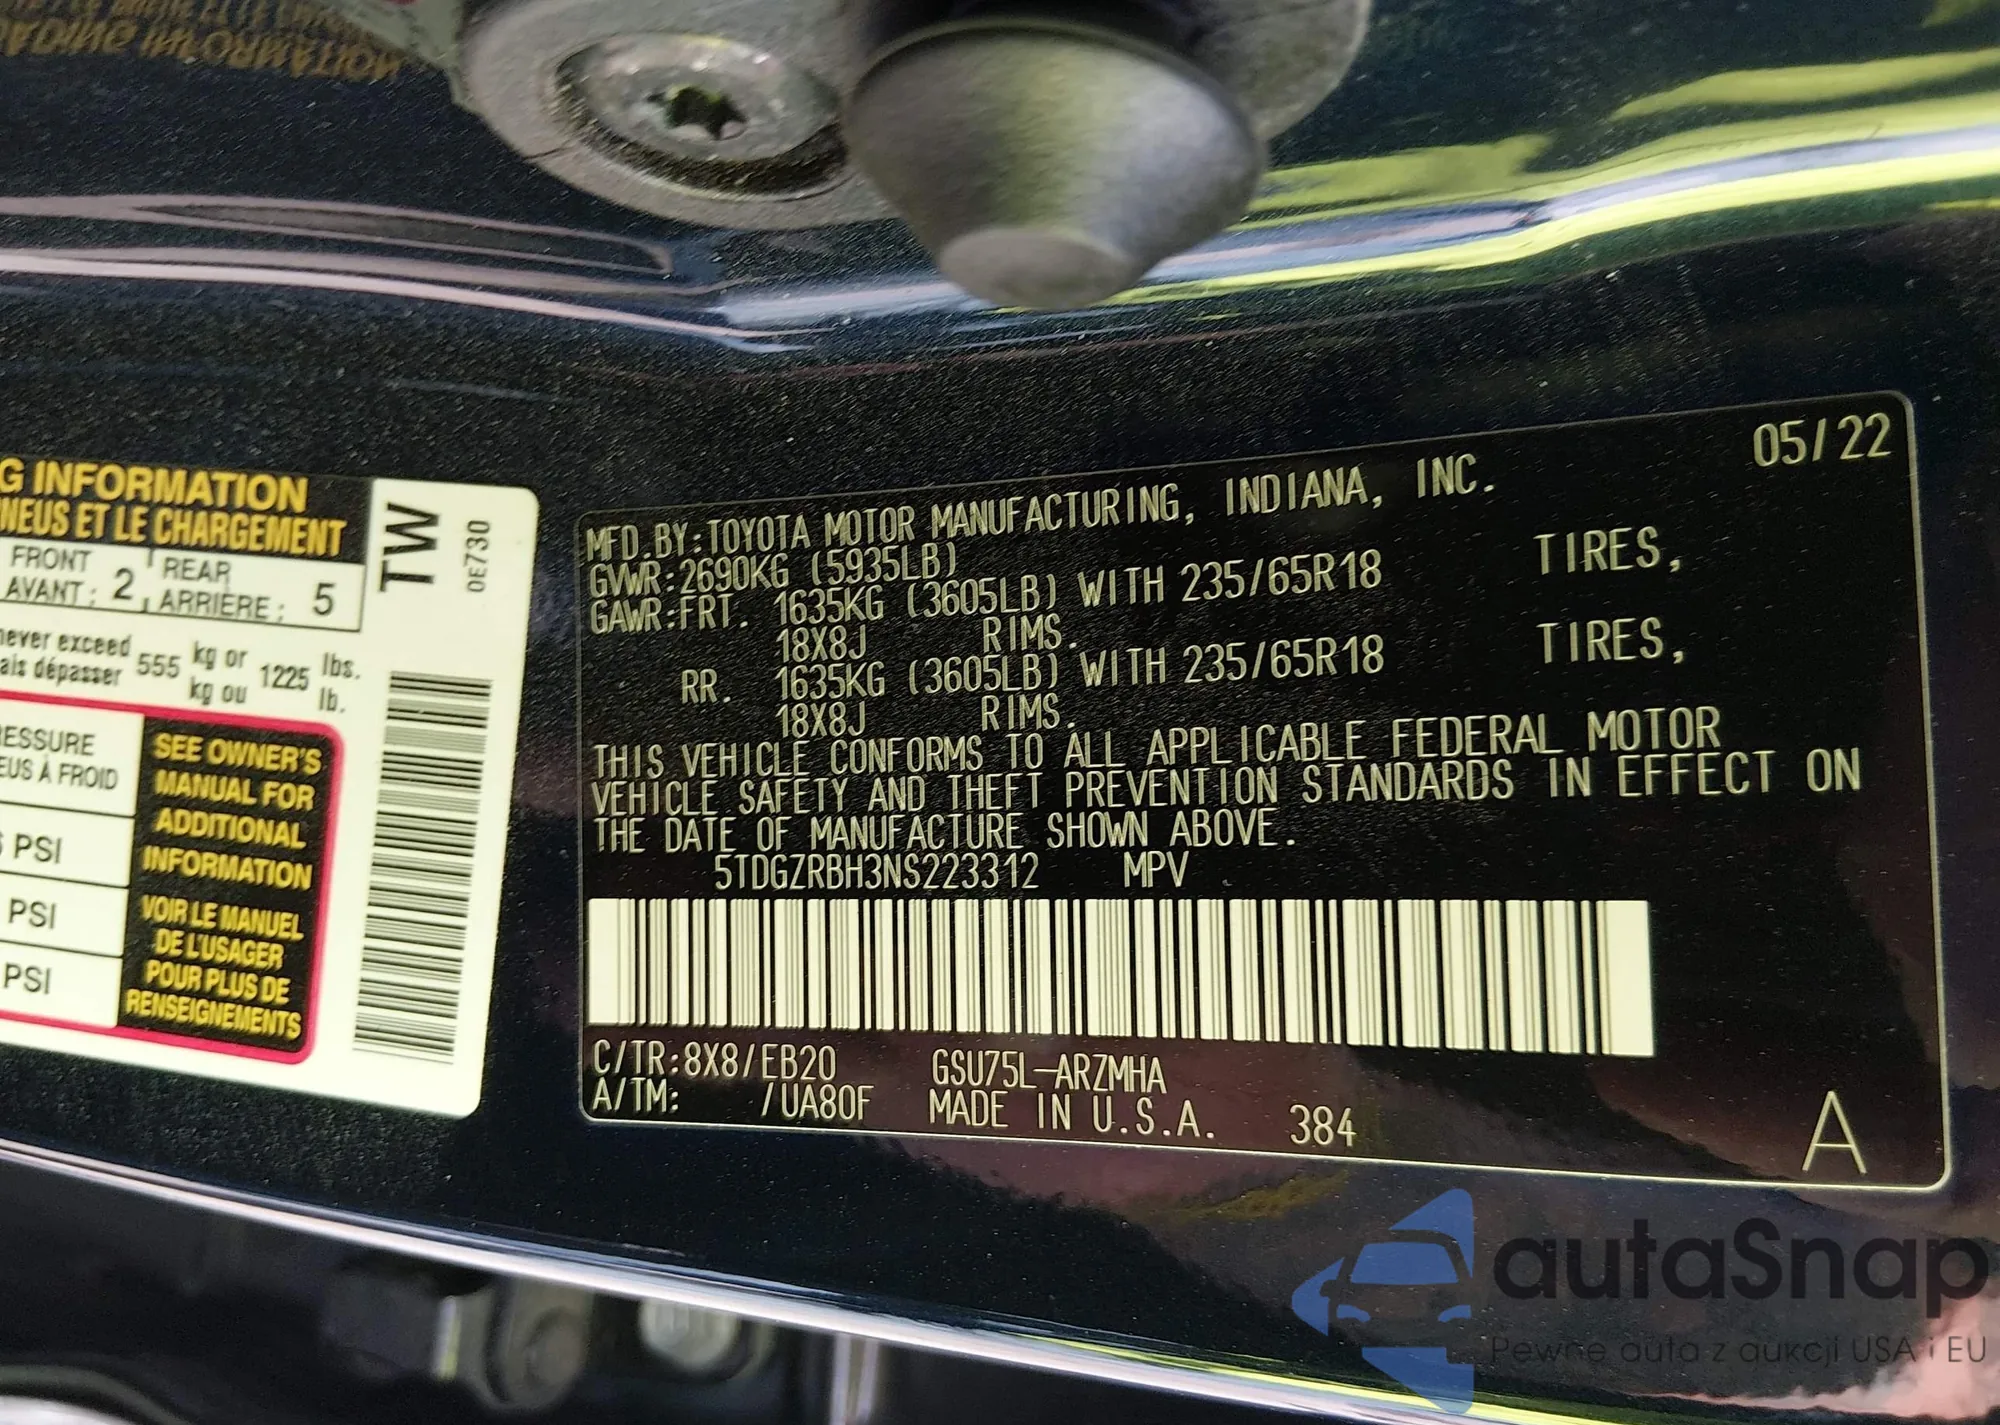 G INFORMATION
NEUS ET LE CHARGEMENT
FRONT
AVANT : 2
REAR
ARRIÈRE : 5
never exceed
ais dépasser 555 kg or
kg ou 1225 lbs.
lb.
ESSURE
EUS À FROID
PSI
PSI
PSI
SEE OWNER'S
MANUAL FOR
ADDITIONAL
INFORMATION
VOIR LE MANUEL
DE L'USAGER
POUR PLUS DE
RENSEIGNEMENTS
TW
0E730
05/22
MFD.BY:TOYOTA MOTOR MANUFACTURING, INDIANA, INC.
GVWR:2690KG (5935LB)
GAWR:FRT. 1635KG (3605LB) WITH 235/65R18 TIRES,
18X8J RIMS.
RR. 1635KG (3605LB) WITH 235/65R18 TIRES,
18X8J RIMS.
THIS VEHICLE CONFORMS TO ALL APPLICABLE FEDERAL MOTOR
VEHICLE SAFETY AND THEFT PREVENTION STANDARDS IN EFFECT ON
THE DATE OF MANUFACTURE SHOWN ABOVE.
5TDGZRBH3NS223312 MPV
C/TR:8X8/EB20 GSU75L-ARZMHA
A/TM: /UA80F MADE IN U.S.A. 384
A
autaSnap
Pewne auta z aukcji USA i EU